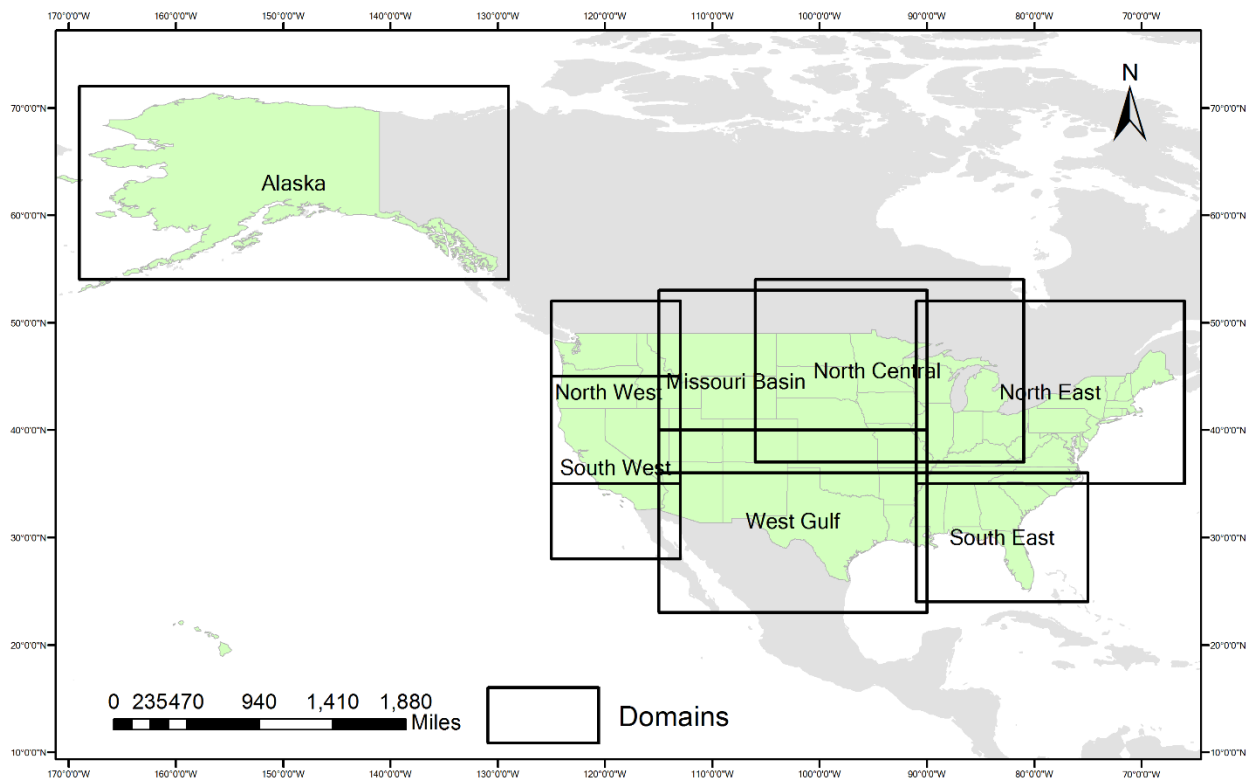 170°0'0"W 160°0'0"W 150°0'0"W 140°0'0"W 130°0'0"W 120°0'0"W 110°0'0"W 100°0'0"W 90°0'0"W 80°0'0"W 70°0'0"W
N
70°0'0"N 70°0'0"N
Alaska
60°0'0"N 60°0'0"N
50°0'0"N 50°0'0"N
North West Missouri Basin North Central North East
40°0'0"N 40°0'0"N
South West
West Gulf
South East
30°0'0"N 30°0'0"N
20°0'0"N 20°0'0"N
0 235470 940 1,410 1,880
Miles
Domains
10°0'0"N 10°0'0"N
170°0'0"W 160°0'0"W 150°0'0"W 140°0'0"W 130°0'0"W 120°0'0"W 110°0'0"W 100°0'0"W 90°0'0"W 80°0'0"W 70°0'0"W